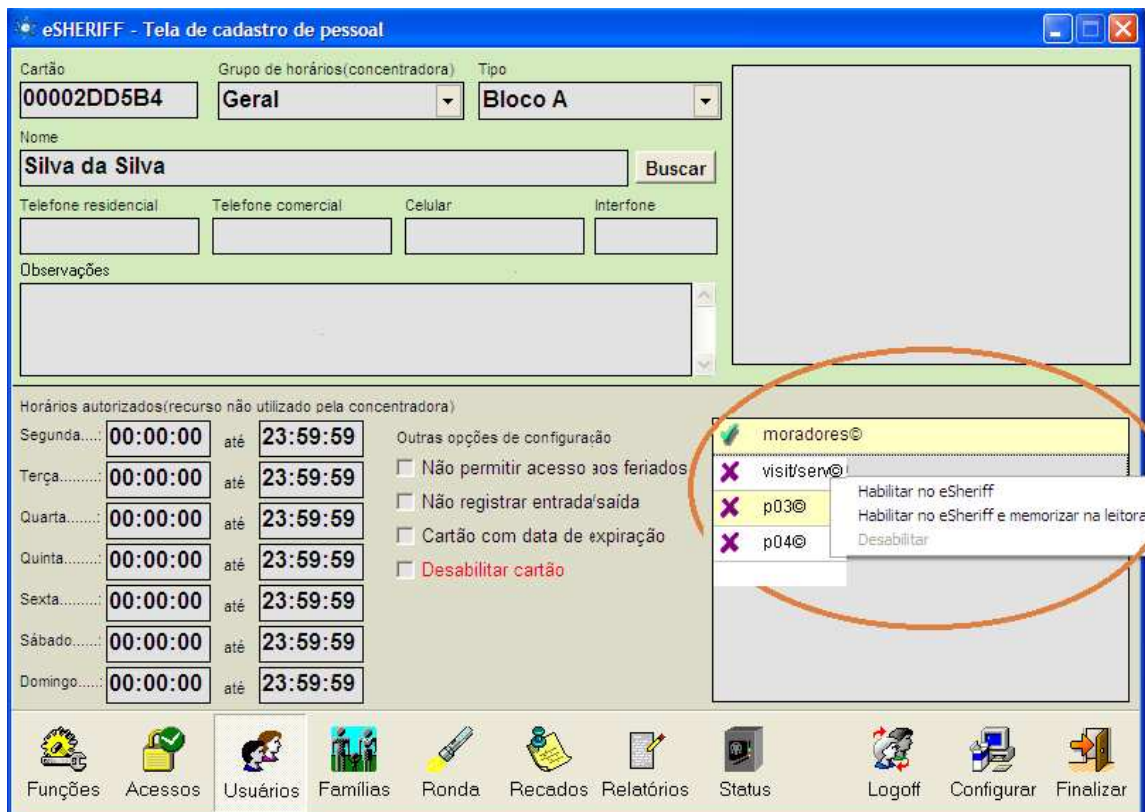 eSHERIFF - Tela de cadastro de pessoal
Cartão Grupo de horários(concentradora) Tipo
00002DD5B4 Geral Bloco A
Nome
Silva da Silva Buscar
Telefone residencial Telefone comercial Celular Interfone
Observações
Horários autorizados(recurso não utilizado pela concentradora)
Segunda....: 00:00:00 até 23:59:59
Terça.........: 00:00:00 até 23:59:59
Quarta.......: 00:00:00 até 23:59:59
Quinta........: 00:00:00 até 23:59:59
Sexta.........: 00:00:00 até 23:59:59
Sábado......: 00:00:00 até 23:59:59
Domingo.....: 00:00:00 até 23:59:59
Outras opções de configuração
Não permitir acesso aos feriados
Não registrar entrada/saída
Cartão com data de expiração
Desabilitar cartão
moradores©
visit/serv©
p03©
p04©
Habilitar no eSheriff
Habilitar no eSheriff e memorizar na leitora
Desabilitar
Funções Acessos Usuários Famílias Ronda Recados Relatórios Status Logoff Configurar Finalizar